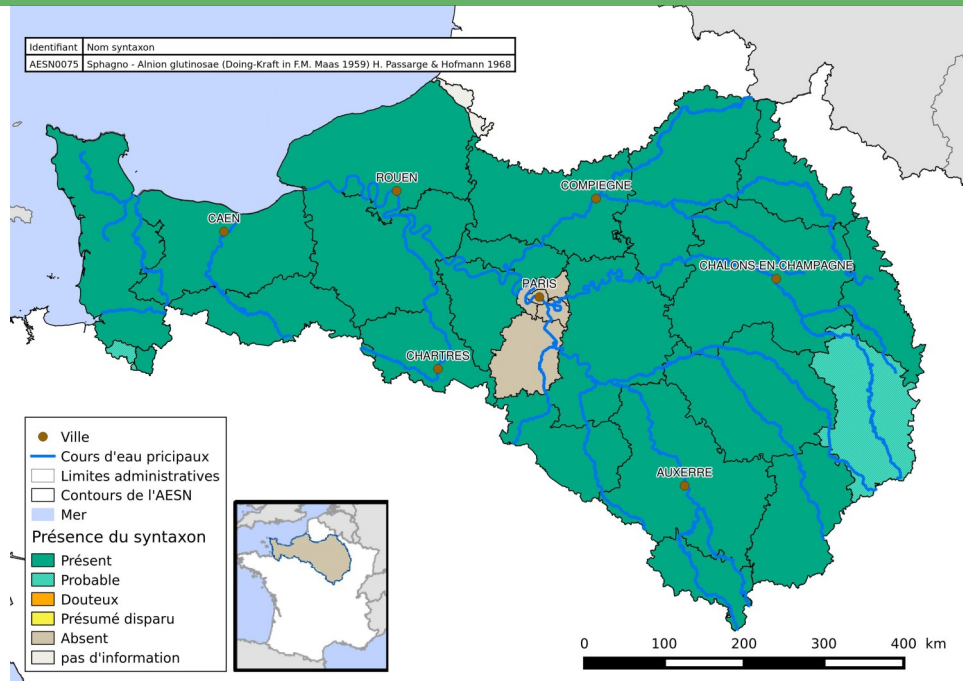 Identifiant Nom syntaxon
AESN0075 Sphagno - Alnion glutinosae (Doing-Kraft in F.M. Maas 1959) H. Passarge & Hofmann 1968
ROUEN
COMPIEGNE
CAEN
CHALONS-EN-CHAMPAGNE
PARIS
CHARTRES
AUXERRE
Ville
Cours d'eau pricipaux
Limites administratives
Contours de l'AESN
Mer
Présence du syntaxon
Présent
Probable
Douteux
Présumé disparu
Absent
pas d'information
0 100 200 300 400 km